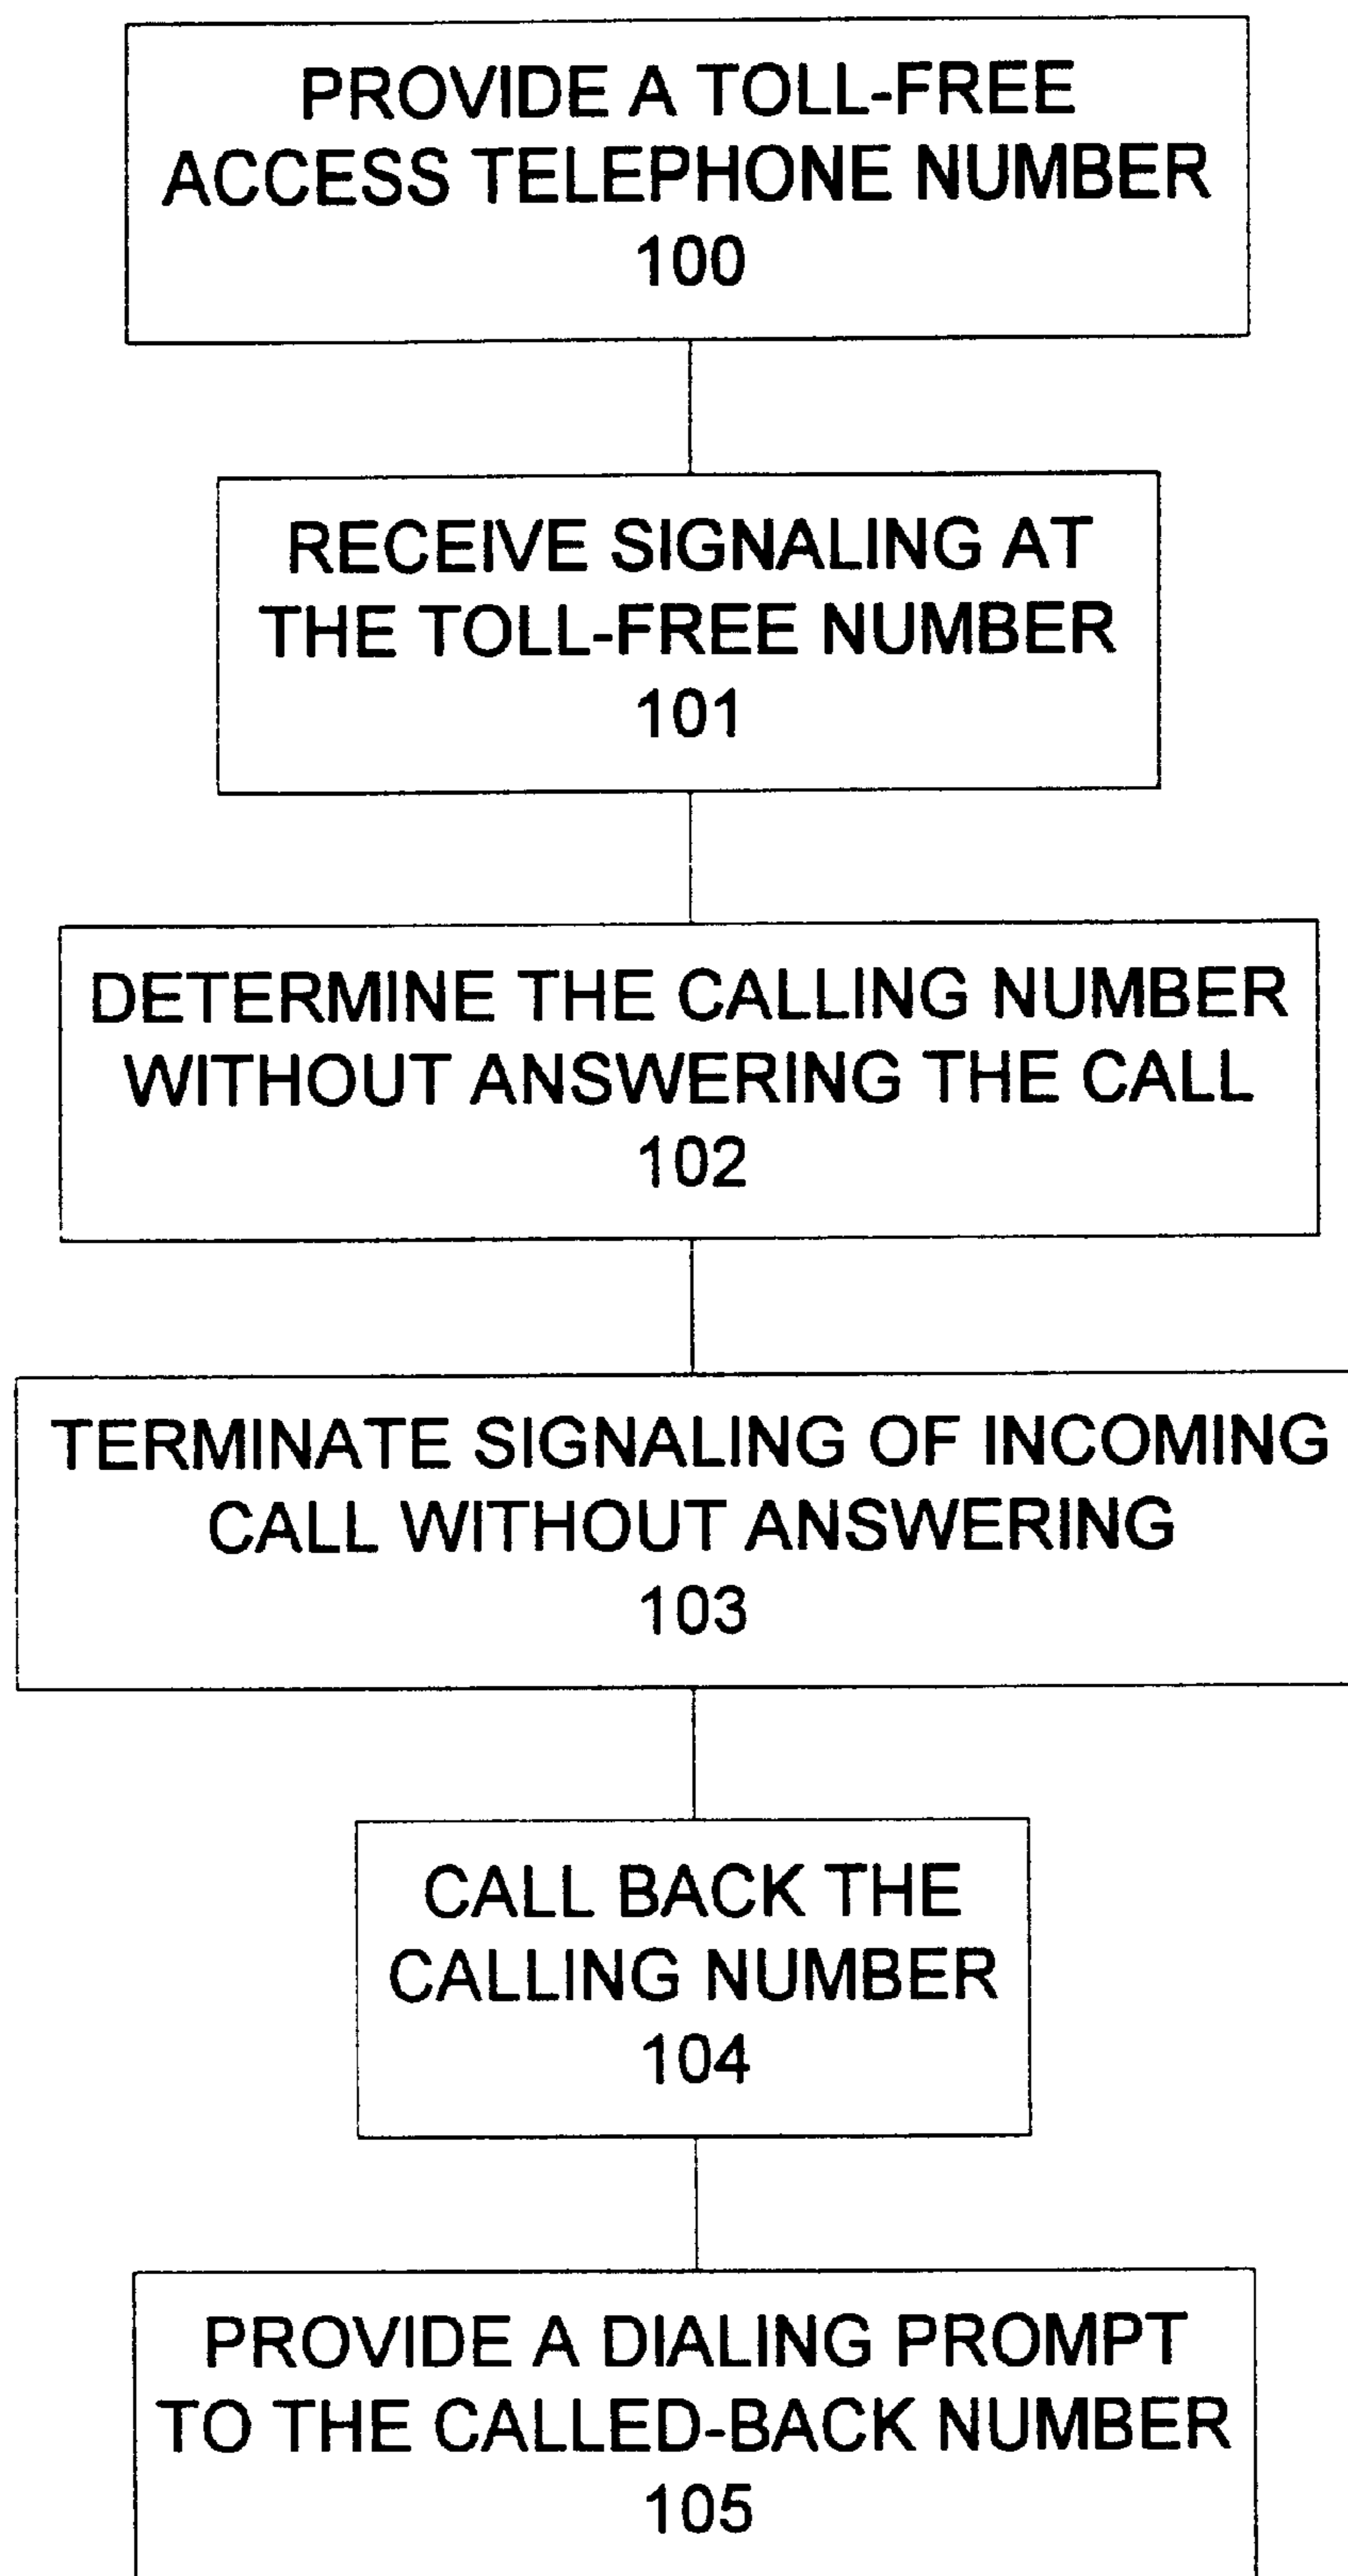 PROVIDE A TOLL-FREE
ACCESS TELEPHONE NUMBER
100
RECEIVE SIGNALING AT
THE TOLL-FREE NUMBER
101
DETERMINE THE CALLING NUMBER
WITHOUT ANSWERING THE CALL
102
TERMINATE SIGNALING OF INCOMING
CALL WITHOUT ANSWERING
103
CALL BACK THE
CALLING NUMBER
104
PROVIDE A DIALING PROMPT
TO THE CALLED-BACK NUMBER
105